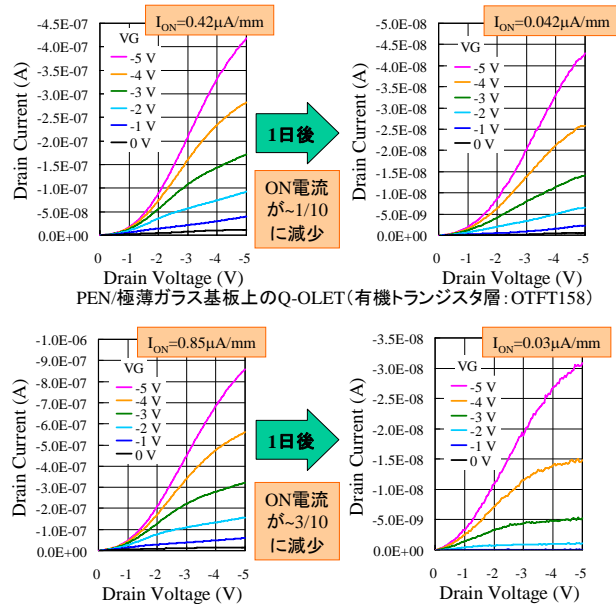 I_ON=0.42μA/mm
-4.5E-07
-4.0E-07
-3.5E-07
-3.0E-07
-2.5E-07
-2.0E-07
-1.5E-07
-1.0E-07
-5.0E-08
0.0E+00
Drain Current (A)
VG
-5 V
-4 V
-3 V
-2 V
-1 V
0 V
0 -1 -2 -3 -4 -5
Drain Voltage (V)
1日後
ON電流
が~1/10
に減少
I_ON=0.042μA/mm
-5.0E-08
-4.5E-08
-4.0E-08
-3.5E-08
-3.0E-08
-2.5E-08
-2.0E-08
-1.5E-08
-1.0E-08
-5.0E-09
0.0E+00
Drain Current (A)
VG
-5 V
-4 V
-3 V
-2 V
-1 V
0 V
0 -1 -2 -3 -4 -5
Drain Voltage (V)
PEN/極薄ガラス基板上のQ-OLET(有機トランジスタ層:OTFT158)
I_ON=0.85μA/mm
-1.0E-06
-9.0E-07
-8.0E-07
-7.0E-07
-6.0E-07
-5.0E-07
-4.0E-07
-3.0E-07
-2.0E-07
-1.0E-07
0.0E+00
Drain Current (A)
VG
-5 V
-4 V
-3 V
-2 V
-1 V
0 V
0 -1 -2 -3 -4 -5
Drain Voltage (V)
1日後
ON電流
が~3/10
に減少
I_ON=0.03μA/mm
-3.5E-08
-3.0E-08
-2.5E-08
-2.0E-08
-1.5E-08
-1.0E-08
-5.0E-09
0.0E+00
Drain Current (A)
VG
-5 V
-4 V
-3 V
-2 V
-1 V
0 V
0 -1 -2 -3 -4 -5
Drain Voltage (V)